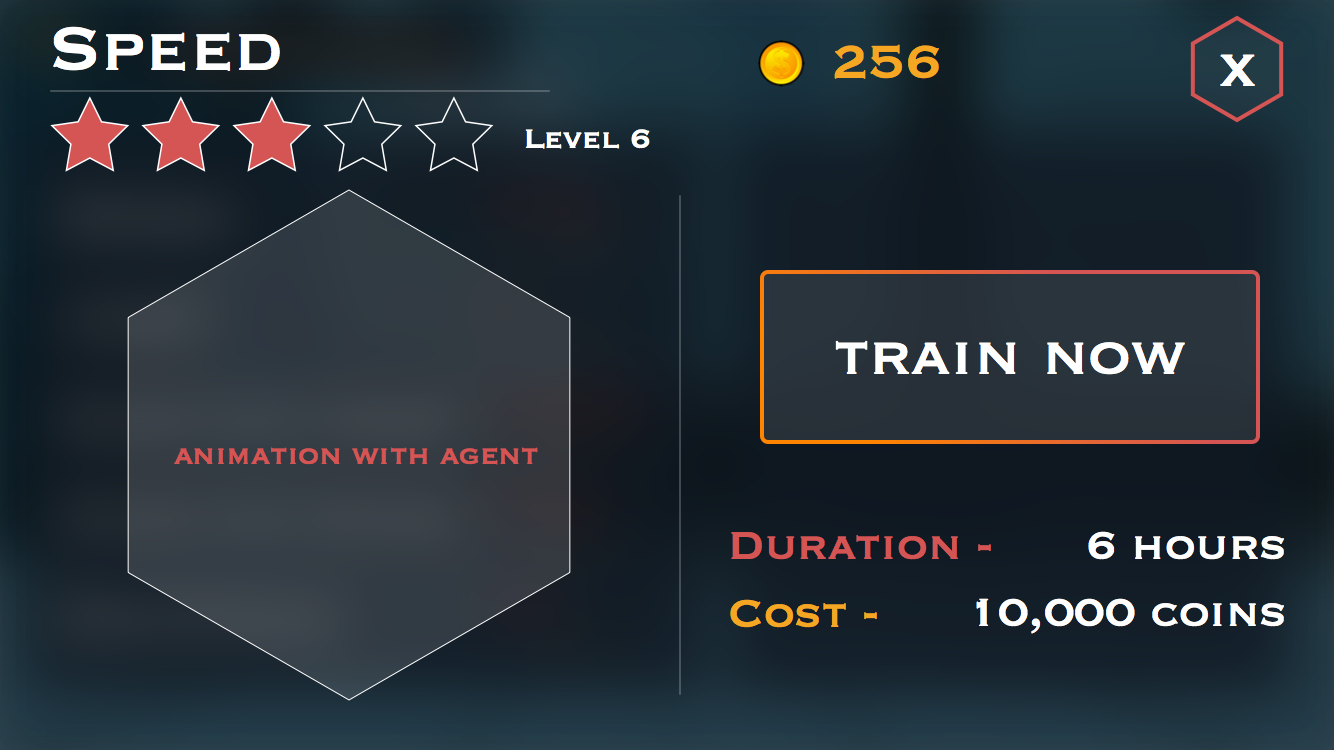 Speed
256
X
Level 6
TRAIN NOW
ANIMATION WITH AGENT
Duration - 6 hours
Cost - 10,000 coins